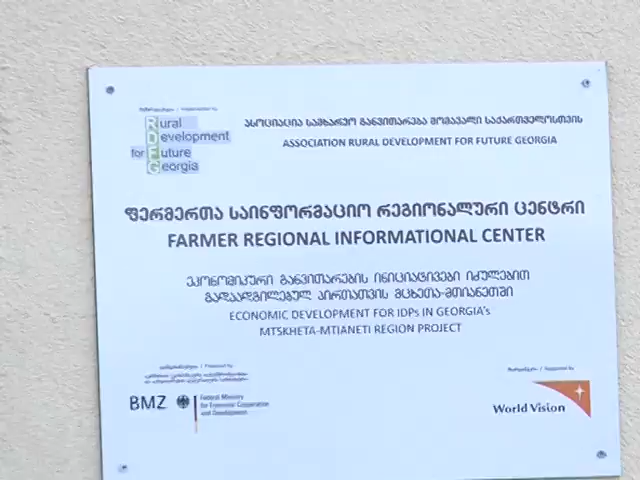 Rural
Development
for Future
Georgia
ასოციაცია სამხარეო განვითარება მომავალი საქართველოსთვის
ASSOCIATION RURAL DEVELOPMENT FOR FUTURE GEORGIA
ფერმერთა საინფორმაციო რეგიონალური ცენტრი
FARMER REGIONAL INFORMATIONAL CENTER
ეკონომიკური განვითარების ინიციატივები იძულებით
გადაადგილებულ პირთათვის მცხეთა-მთიანეთში
ECONOMIC DEVELOPMENT FOR IDPs IN GEORGIA's
MTSKHETA-MTIANETI REGION PROJECT
BMZ
Federal Ministry
for Economic Cooperation
and Development
World Vision